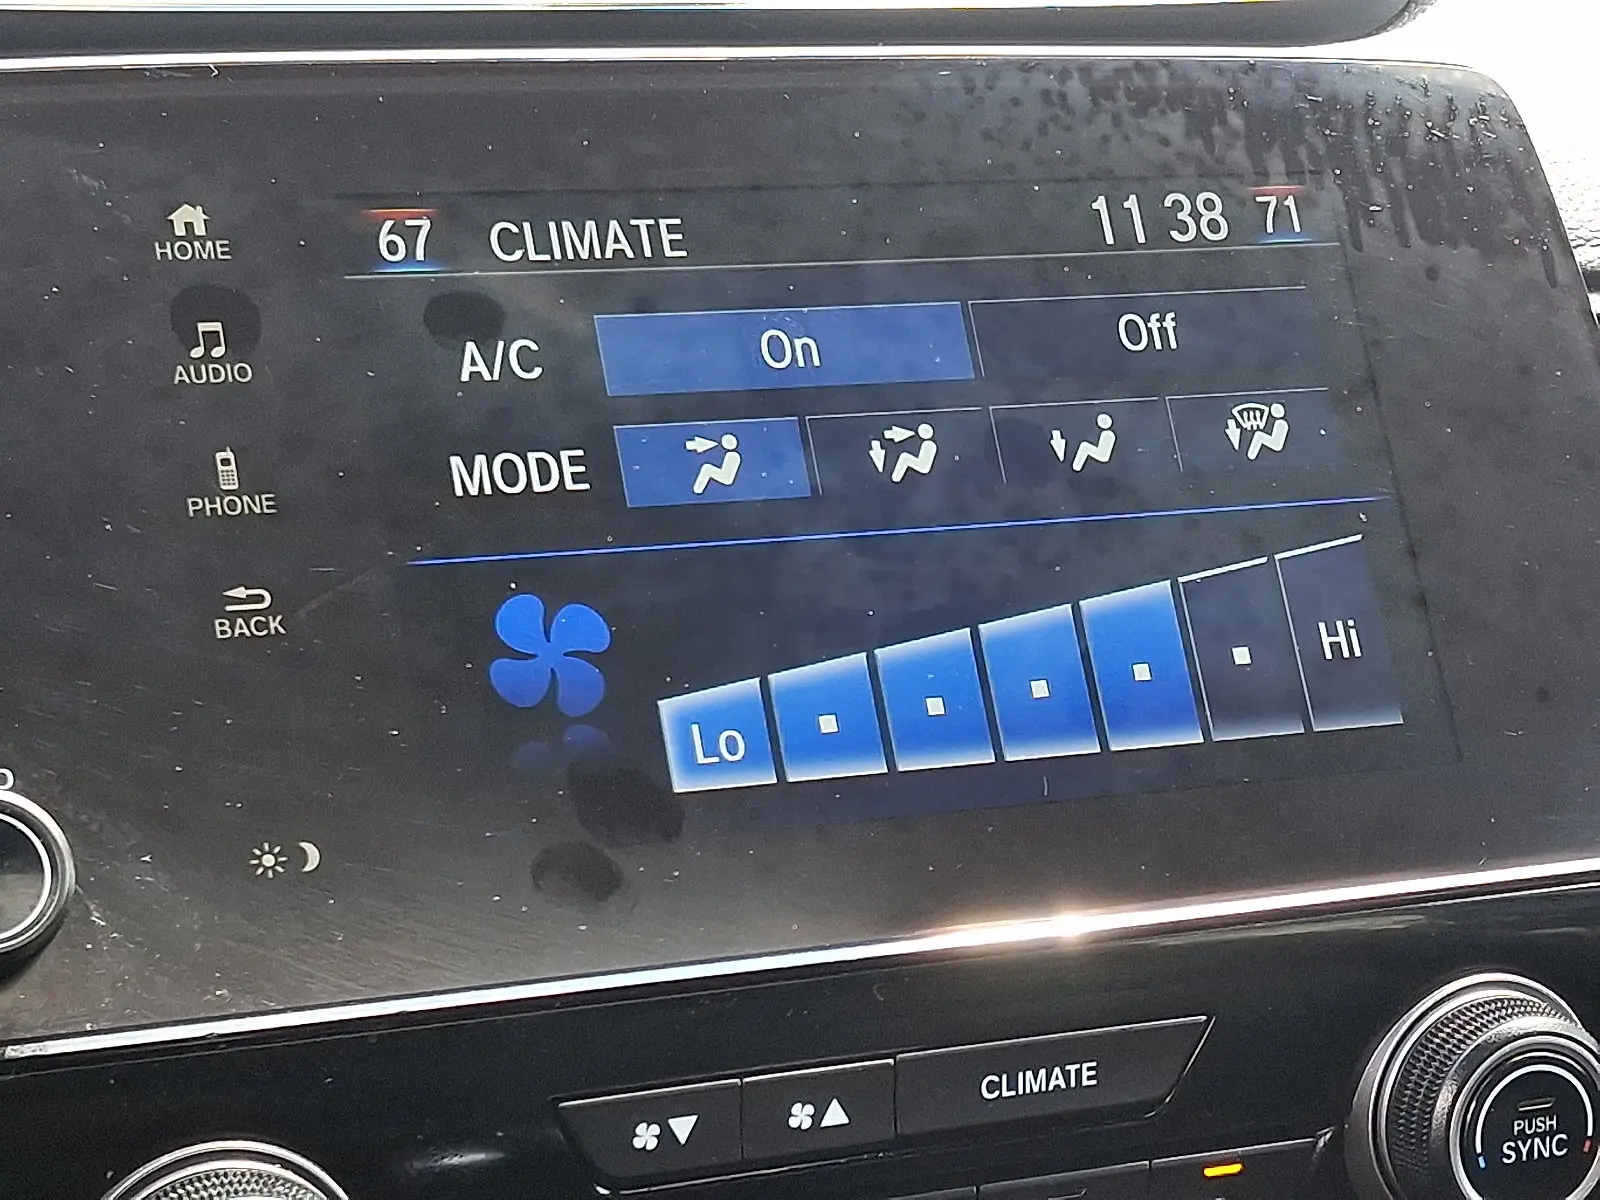 67 CLIMATE 11 38 71
HOME
A/C On Off
AUDIO
MODE
PHONE
BACK
Lo Hi
CLIMATE
PUSH
SYNC